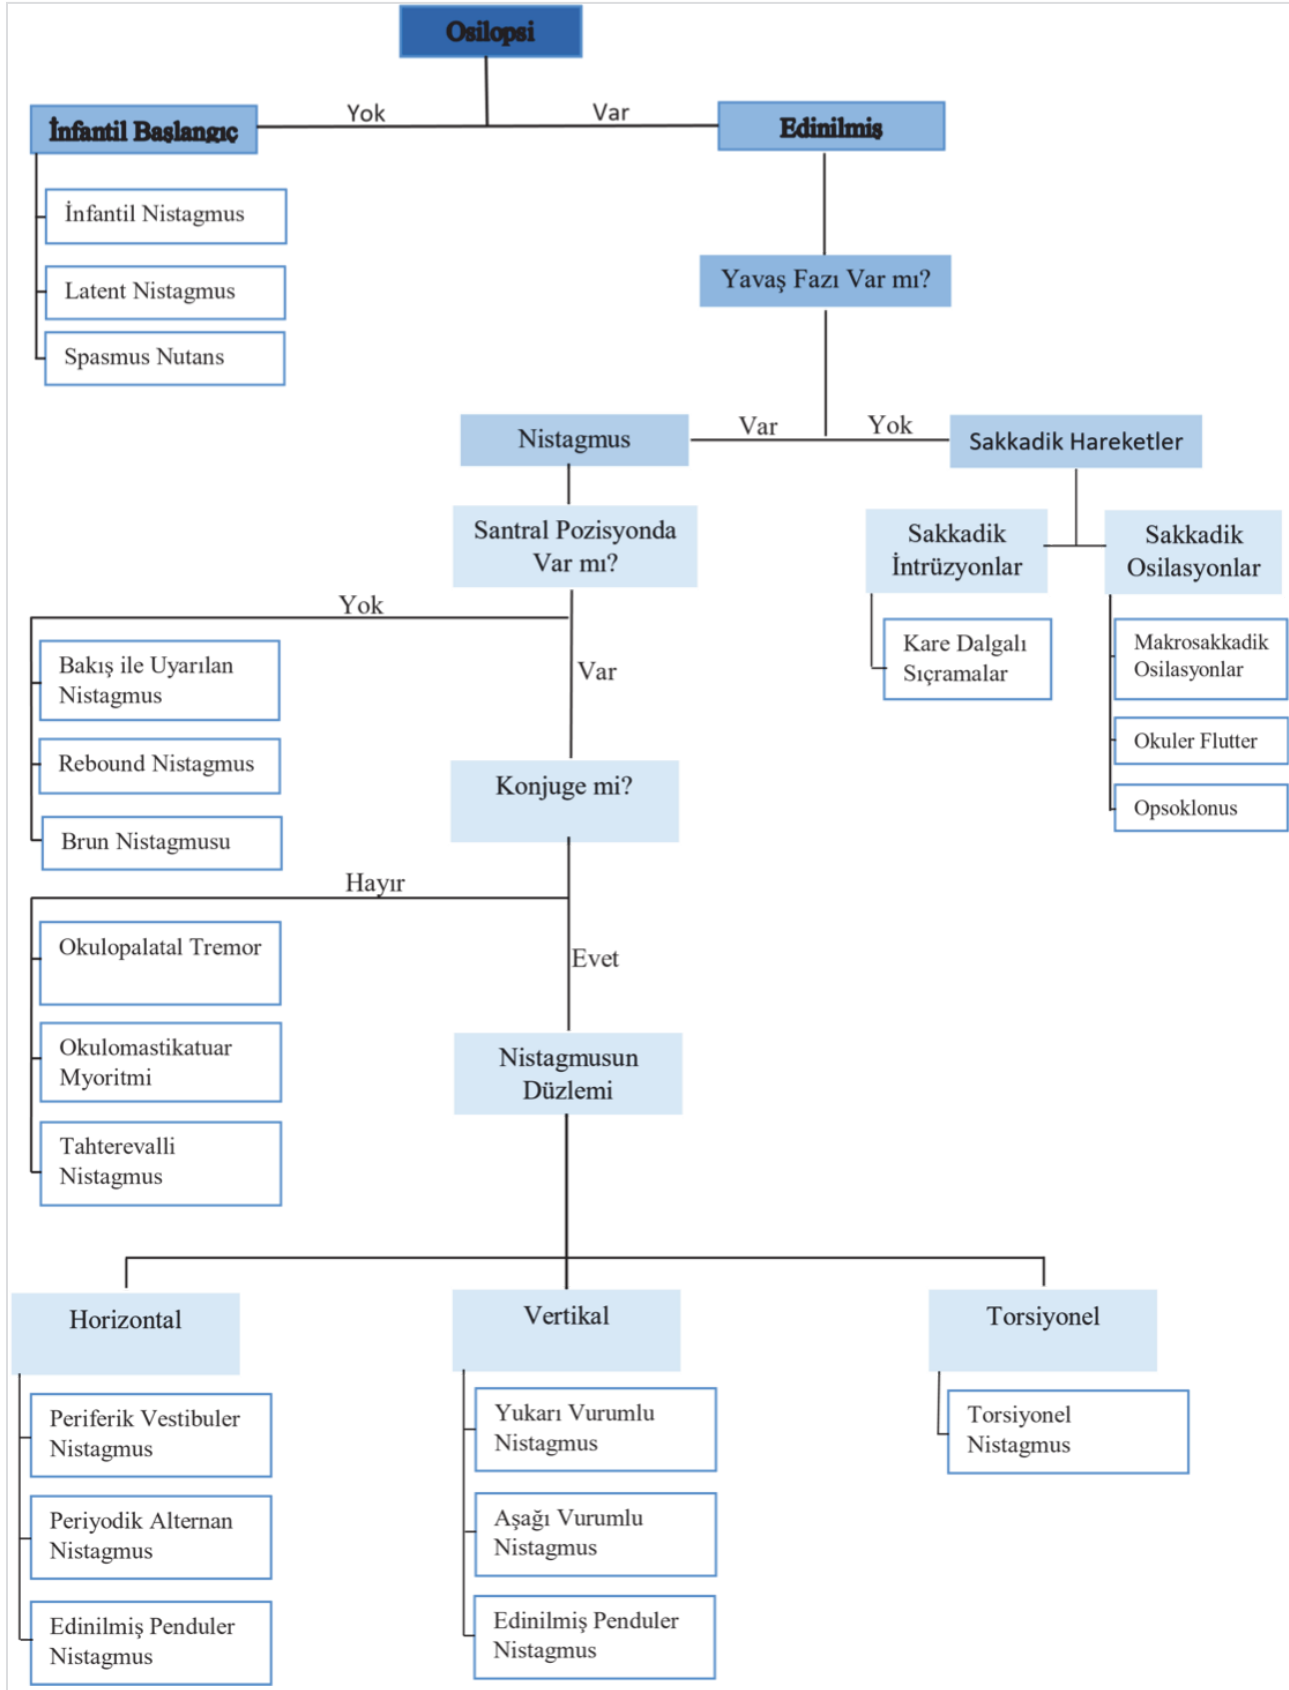 Osilopsi
Yok
Var
İnfantil Başlangıç
Edinilmiş
İnfantil Nistagmus
Latent Nistagmus
Spasmus Nutans
Yavaş Fazı Var mı?
Nistagmus
Var
Yok
Sakkadik Hareketler
Santral Pozisyonda
Var mı?
Sakkadik
İntrüzyonlar
Sakkadik
Osilasyonlar
Kare Dalgalı
Sıçramalar
Makrosakkadik
Osilasyonlar
Okuler Flutter
Opsoklonus
Yok
Var
Bakış ile Uyarılan
Nistagmus
Rebound Nistagmus
Brun Nistagmusu
Konjuge mi?
Hayır
Evet
Okulopalatal Tremor
Okulomastikatuar
Myoritmi
Tahterevalli
Nistagmus
Nistagmusun
Düzlemi
Horizontal
Vertikal
Torsiyonel
Periferik Vestibuler
Nistagmus
Periyodik Alternan
Nistagmus
Edinilmiş Penduler
Nistagmus
Yukarı Vurumlu
Nistagmus
Aşağı Vurumlu
Nistagmus
Edinilmiş Penduler
Nistagmus
Torsiyonel
Nistagmus